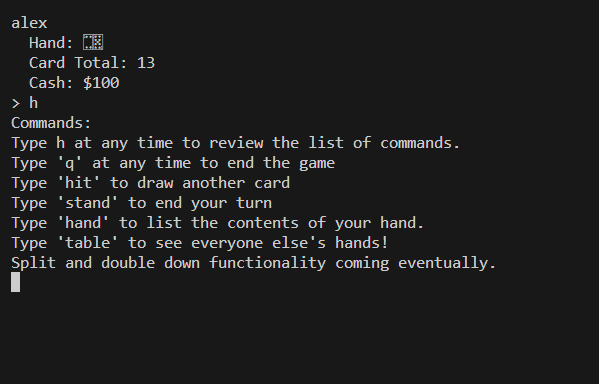 alex
Hand:
Card Total: 13
Cash: $100
> h
Commands:
Type h at any time to review the list of commands.
Type 'q' at any time to end the game
Type 'hit' to draw another card
Type 'stand' to end your turn
Type 'hand' to list the contents of your hand.
Type 'table' to see everyone else's hands!
Split and double down functionality coming eventually.